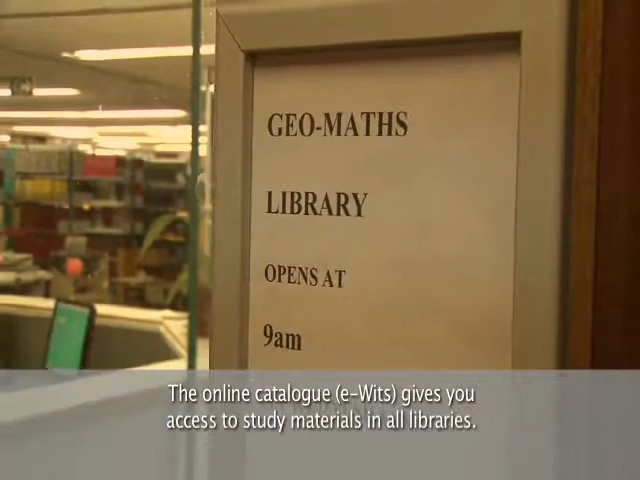 GEO-MATHS
LIBRARY
OPENS AT
9am
The online catalogue (e-Wits) gives you
access to study materials in all libraries.